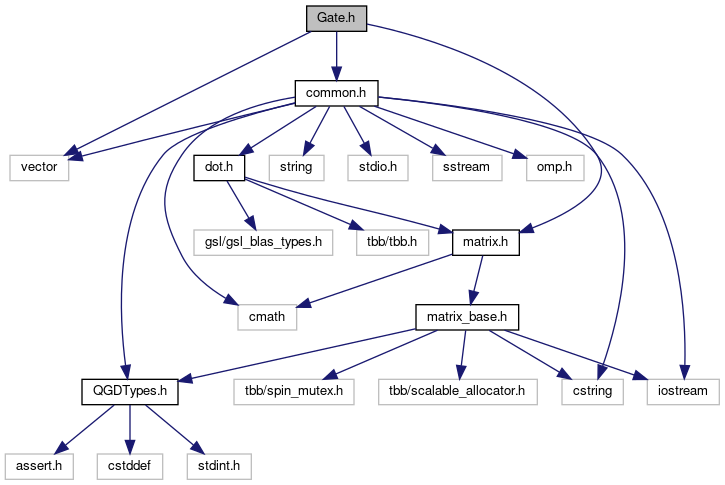 Gate.h
common.h
vector
dot.h
string
stdio.h
sstream
omp.h
gsl/gsl_blas_types.h
tbb/tbb.h
matrix.h
cmath
matrix_base.h
QGDTypes.h
tbb/spin_mutex.h
tbb/scalable_allocator.h
cstring
iostream
assert.h
cstddef
stdint.h